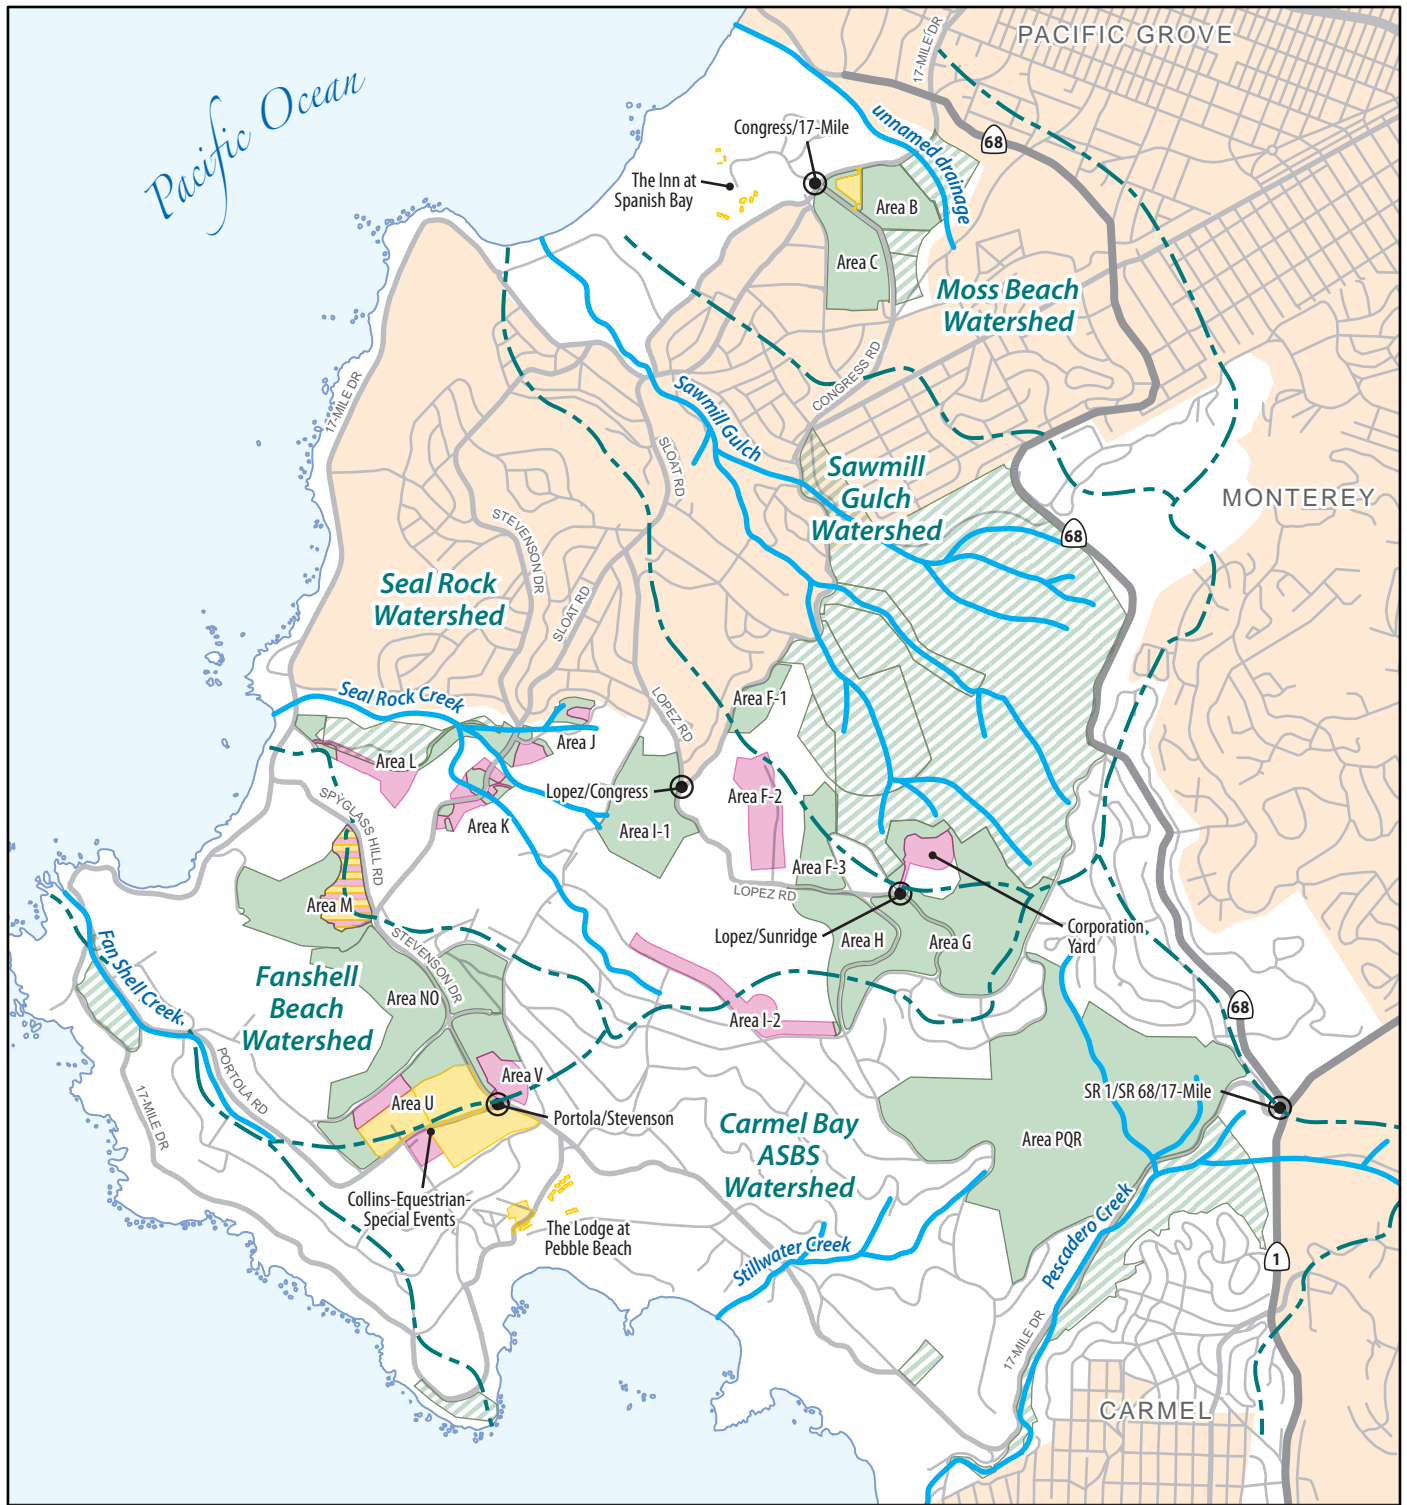 PACIFIC GROVE
17-MILE DR
Pacific Ocean
68
unnamed drainage
Congress/17-Mile
The Inn at
Spanish Bay
Area B
Area C
Moss Beach
Watershed
CONGRESS RD
17-MILE DR
Sawmill Gulch
SLOAT RD
Sawmill
Gulch
Watershed
MONTEREY
68
STEVENSON DR
Seal Rock
Watershed
SLOAT RD
Seal Rock Creek
LOPEZ RD
Area F-1
Area J
Area L
Lopez/Congress
Area F-2
SPYGLASS HILL RD
Area K
Area I-1
Area F-3
LOPEZ RD
Area M
Lopez/Sunridge
Area H
Area G
Corporation
Yard
STEVENSON DR
Fan Shell Creek
Fanshell
Beach
Watershed
Area NO
Area I-2
68
PORTOLA RD
Area V
17-MILE DR
Area U
SR 1/SR 68/17-Mile
Portola/Stevenson
Carmel Bay
ASBS
Watershed
Area PQR
Collins-Equestrian-
Special Events
The Lodge at
Pebble Beach
Stillwater Creek
Pescadero Creek
1
17-MILE DR
CARMEL